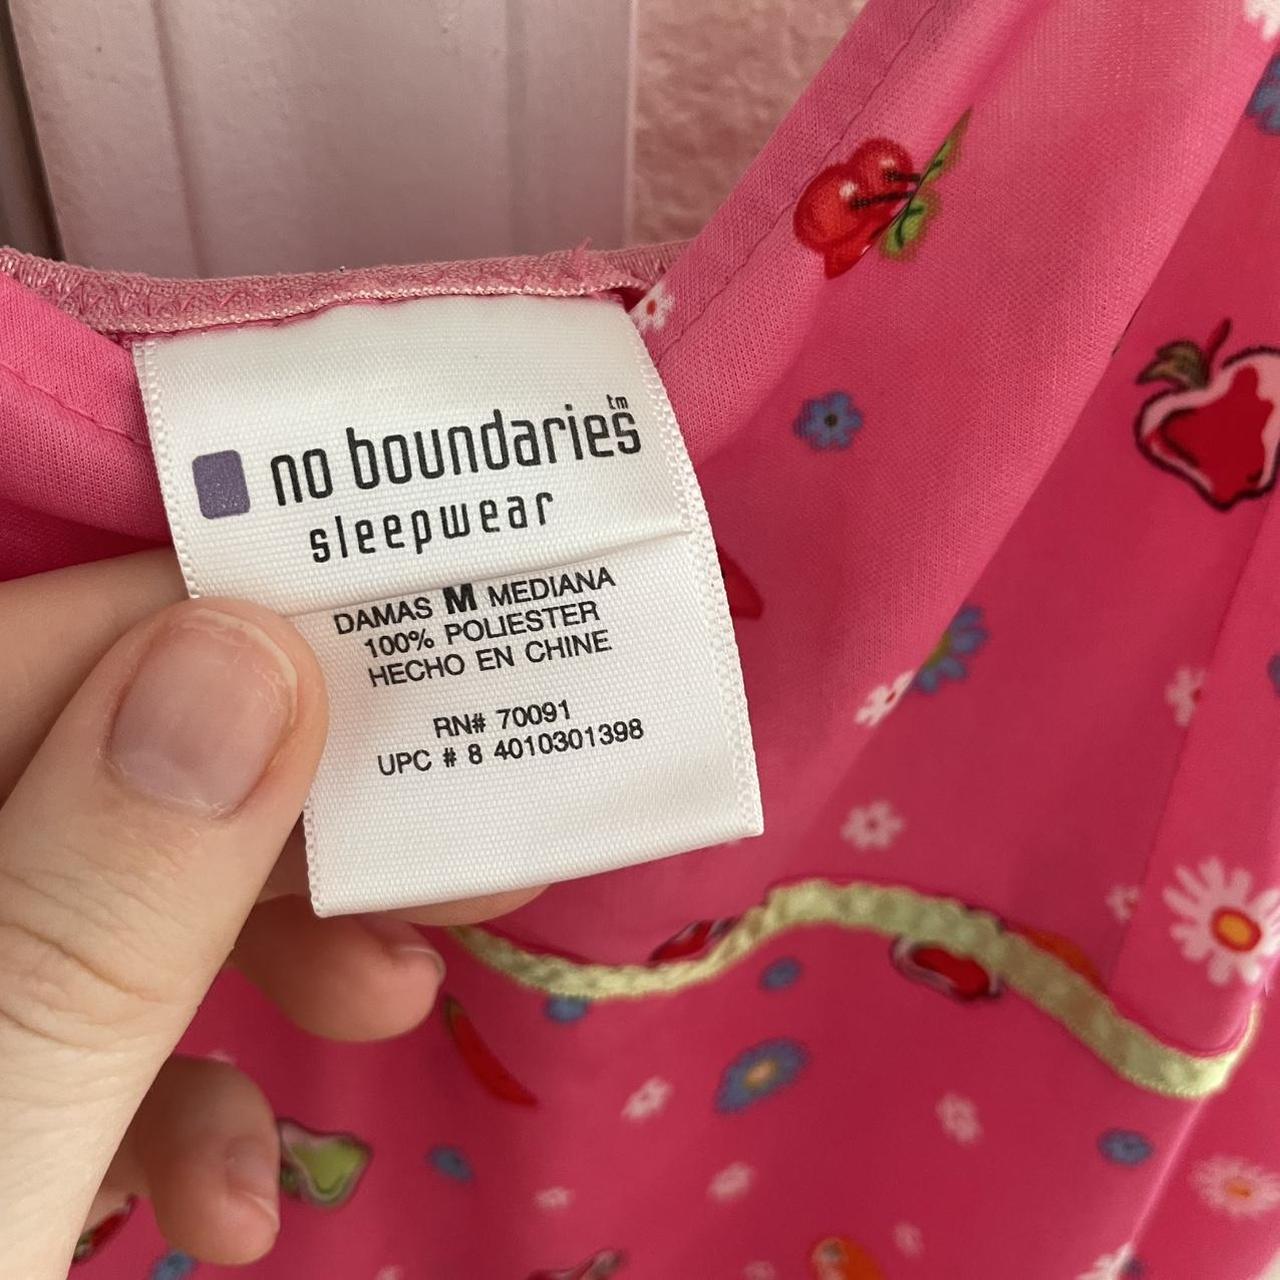 no boundaries tm
sleepwear
DAMAS M MEDIANA
100% POLIESTER
HECHO EN CHINE
RN# 70091
UPC # 8 4010301398